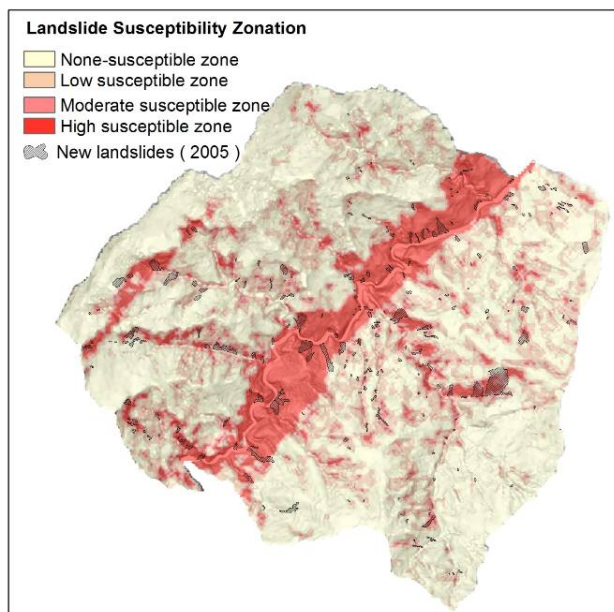 Landslide Susceptibility Zonation
None-susceptible zone
Low susceptible zone
Moderate susceptible zone
High susceptible zone
New landslides ( 2005 )